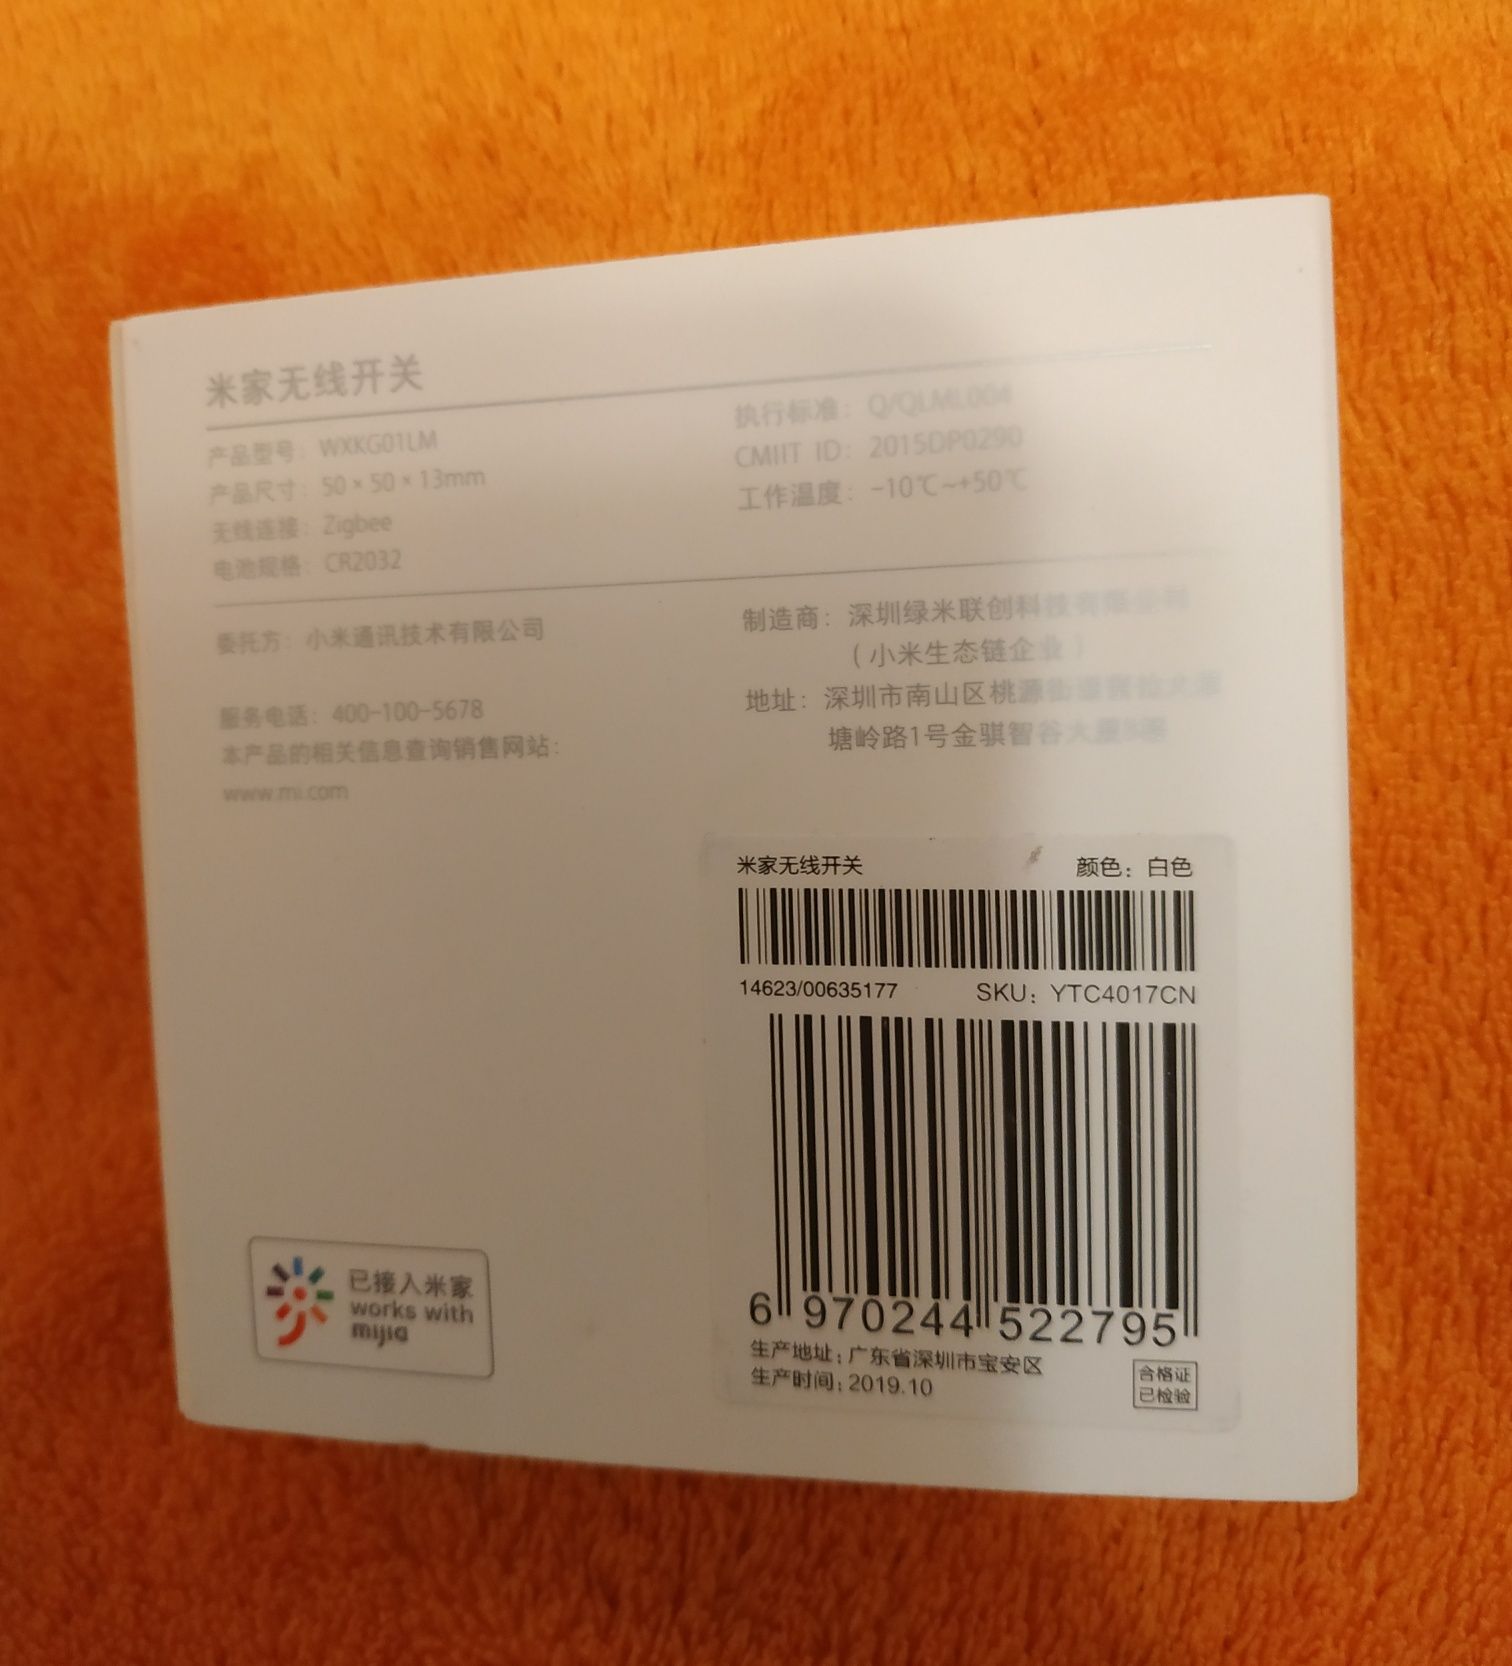 米家无线开关
产品型号：WXKG01LM
产品尺寸：50×50×13mm
无线连接：Zigbee
电池规格：CR2032
执行标准：Q/QLML004
CMIIT ID：2015DP0290
工作温度：-10℃~+50℃
委托方：小米通讯技术有限公司
服务电话：400-100-5678
本产品的相关信息查询销售网站：
www.mi.com
制造商：深圳绿米联创科技有限公司
（小米生态链企业）
地址：深圳市南山区桃源
塘岭路1号金骐智谷大厦
米家无线开关 颜色：白色
14623/00635177 SKU：YTC4017CN
6 970244 522795
生产地址：广东省深圳市宝安区
生产时间：2019.10
合格证
已检验
已接入米家
works with
mijia